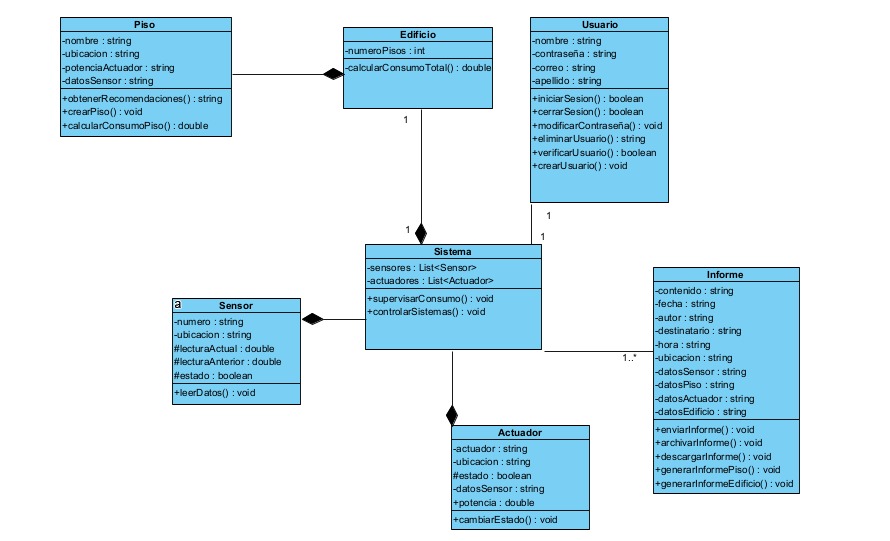 Piso
-nombre : string
-ubicacion : string
-potenciaActuador : string
-datosSensor : string
+obtenerRecomendaciones() : string
+crearPiso() : void
+calcularConsumoPiso() : double
Edificio
-numeroPisos : int
-calcularConsumoTotal() : double
Usuario
-nombre : string
-contraseña : string
-correo : string
-apellido : string
+iniciarSesion() : boolean
+cerrarSesion() : boolean
+modificarContraseña() : void
+eliminarUsuario() : string
+verificarUsuario() : boolean
+crearUsuario() : void
1
1
1
1
Sistema
-sensores : List<Sensor>
-actuadores : List<Actuador>
+supervisarConsumo() : void
+controlarSistemas() : void
a
Sensor
-numero : string
-ubicacion : string
#lecturaActual : double
#lecturaAnterior : double
#estado : boolean
+leerDatos() : void
1..*
Informe
-contenido : string
-fecha : string
-autor : string
-destinatario : string
-hora : string
-ubicacion : string
-datosSensor : string
-datosPiso : string
-datosActuador : string
-datosEdificio : string
+enviarInforme() : void
+archivarInforme() : void
+descargarInforme() : void
+generarInformePiso() : void
+generarInformeEdificio() : void
Actuador
-actuador : string
-ubicacion : string
#estado : boolean
-datosSensor : string
+potencia : double
+cambiarEstado() : void